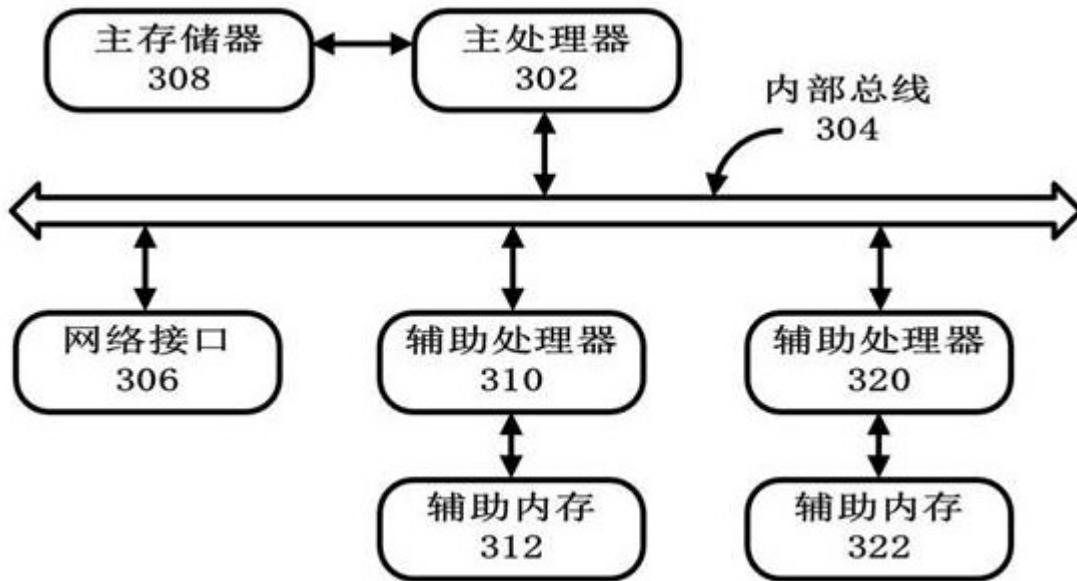 主存储器
308
主处理器
302
内部总线
304
网络接口
306
辅助处理器
310
辅助处理器
320
辅助内存
312
辅助内存
322